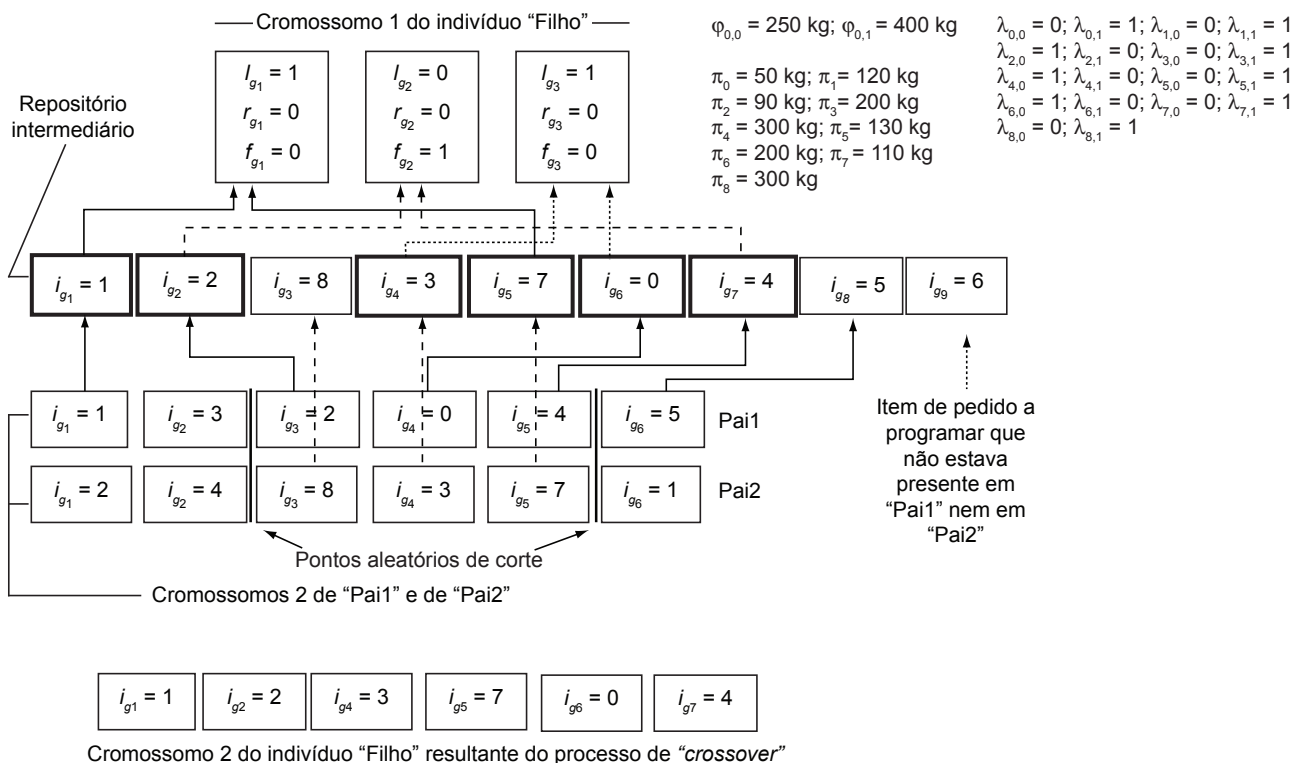 Cromossomo 1 do indivíduo “Filho”
φ0,0 = 250 kg; φ0,1 = 400 kg
π0 = 50 kg; π1= 120 kg
π2 = 90 kg; π3= 200 kg
π4 = 300 kg; π5= 130 kg
π6 = 200 kg; π7= 110 kg
π8 = 300 kg
λ0,0 = 0; λ0,1 = 1; λ1,0 = 0; λ1,1 = 1
λ2,0 = 1; λ2,1 = 0; λ3,0 = 0; λ3,1 = 1
λ4,0 = 1; λ4,1 = 0; λ5,0 = 0; λ5,1 = 1
λ6,0 = 1; λ6,1 = 0; λ7,0 = 0; λ7,1 = 1
λ8,0 = 0; λ8,1 = 1
lg1 = 1
rg1 = 0
fg1 = 0
lg2 = 0
rg2 = 0
fg2 = 1
lg3 = 1
rg3 = 0
fg3 = 0
Repositório
intermediário
ig1 = 1
ig2 = 2
ig3 = 8
ig4 = 3
ig5 = 7
ig6 = 0
ig7 = 4
ig8 = 5
ig9 = 6
ig1 = 1
ig2 = 3
ig3 = 2
ig4 = 0
ig5 = 4
ig6 = 5
Pai1
ig1 = 2
ig2 = 4
ig3 = 8
ig4 = 3
ig5 = 7
ig6 = 1
Pai2
Item de pedido a
programar que
não estava
presente em
“Pai1” nem em
“Pai2”
Pontos aleatórios de corte
Cromossomos 2 de “Pai1” e de “Pai2”
ig1 = 1
ig2 = 2
ig4 = 3
ig5 = 7
ig6 = 0
ig7 = 4
Cromossomo 2 do indivíduo “Filho” resultante do processo de “crossover”